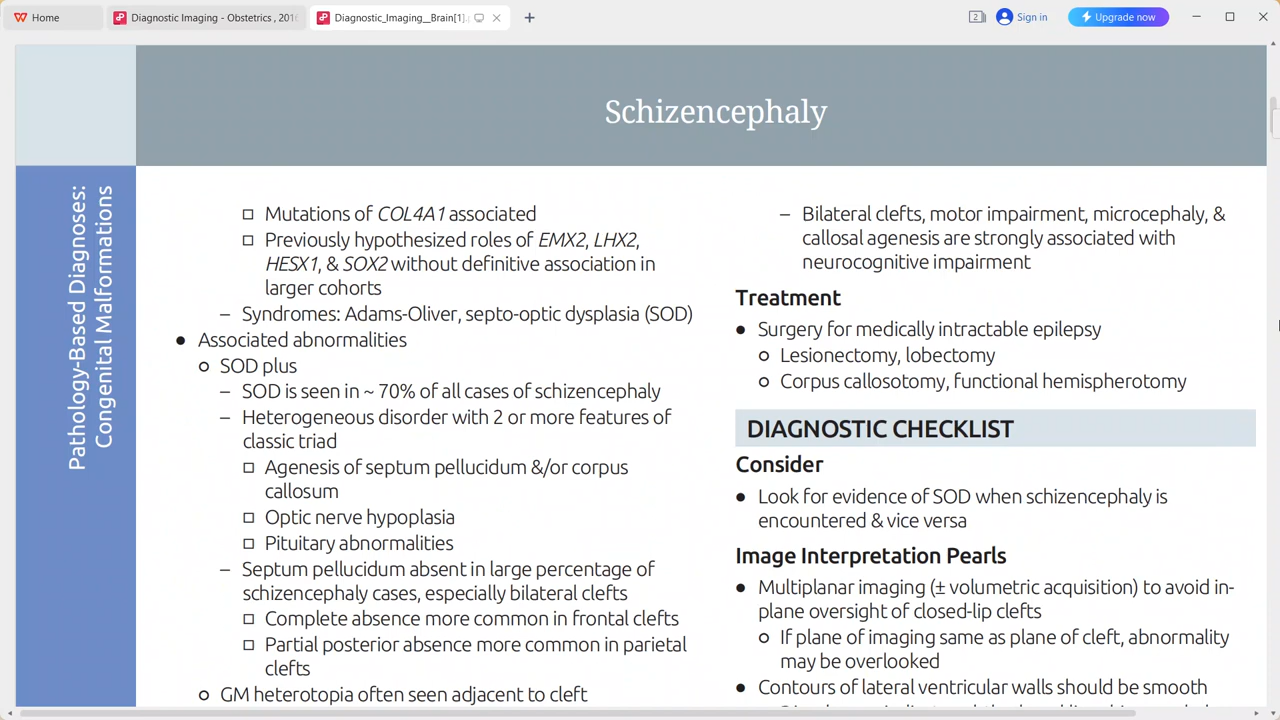 Home
Diagnostic Imaging - Obstetrics , 201
Diagnostic_Imaging__Brain[1].
2
Sign in
Upgrade now
Schizencephaly
Pathology-Based Diagnoses:
Congenital Malformations
□ Mutations of COL4A1 associated
□ Previously hypothesized roles of EMX2, LHX2,
HESX1, & SOX2 without definitive association in
larger cohorts
– Syndromes: Adams-Oliver, septo-optic dysplasia (SOD)
● Associated abnormalities
○ SOD plus
– SOD is seen in ~ 70% of all cases of schizencephaly
– Heterogeneous disorder with 2 or more features of
classic triad
□ Agenesis of septum pellucidum &/or corpus
callosum
□ Optic nerve hypoplasia
□ Pituitary abnormalities
– Septum pellucidum absent in large percentage of
schizencephaly cases, especially bilateral clefts
□ Complete absence more common in frontal clefts
□ Partial posterior absence more common in parietal
clefts
○ GM heterotopia often seen adjacent to cleft
– Bilateral clefts, motor impairment, microcephaly, &
callosal agenesis are strongly associated with
neurocognitive impairment
Treatment
● Surgery for medically intractable epilepsy
○ Lesionectomy, lobectomy
○ Corpus callosotomy, functional hemispherotomy
DIAGNOSTIC CHECKLIST
Consider
● Look for evidence of SOD when schizencephaly is
encountered & vice versa
Image Interpretation Pearls
● Multiplanar imaging (± volumetric acquisition) to avoid in-
plane oversight of closed-lip clefts
○ If plane of imaging same as plane of cleft, abnormality
may be overlooked
● Contours of lateral ventricular walls should be smooth